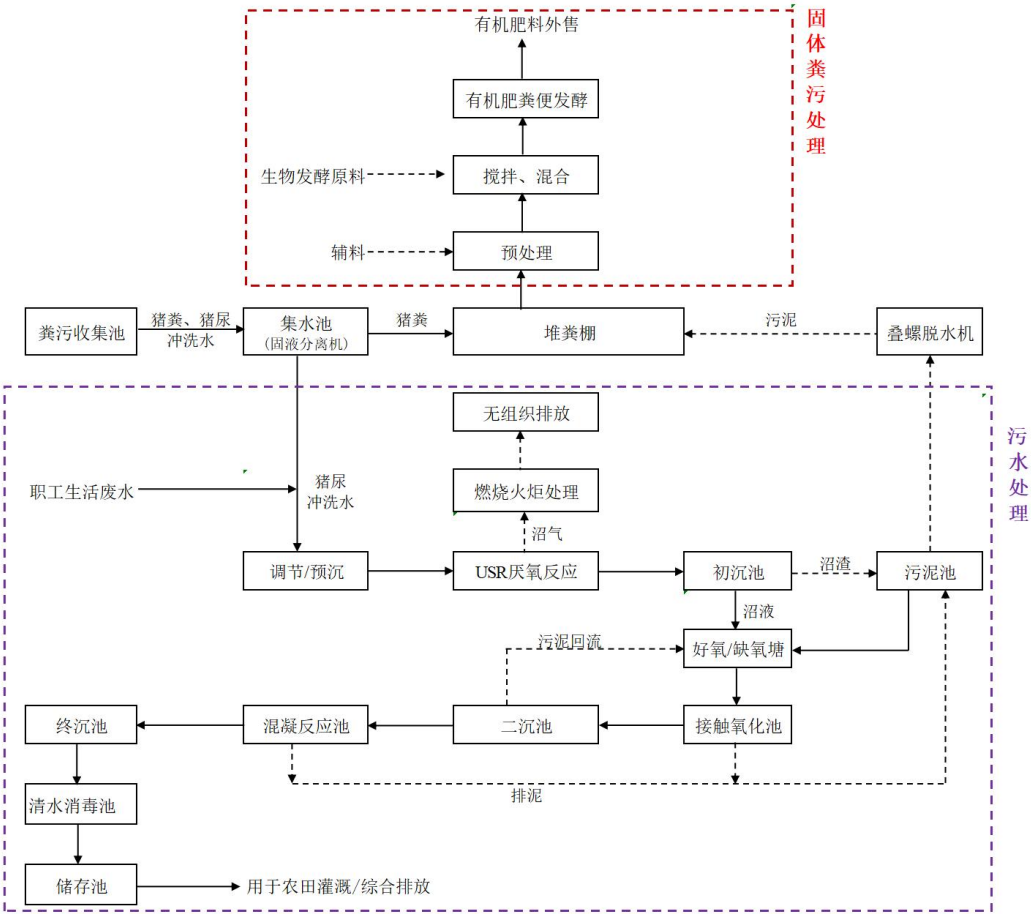 有机肥料外售
固体粪污处理
有机肥粪便发酵
生物发酵原料
搅拌、混合
辅料
预处理
粪污收集池
猪粪、猪尿
冲洗水
集水池
(固液分离机)
猪粪
堆粪棚
污泥
叠螺脱水机
污水处理
无组织排放
职工生活废水
猪尿
冲洗水
燃烧火炬处理
沼气
调节/预沉
USR厌氧反应
初沉池
沼渣
污泥池
沼液
污泥回流
好氧/缺氧塘
终沉池
混凝反应池
二沉池
接触氧化池
排泥
清水消毒池
储存池
用于农田灌溉/综合排放